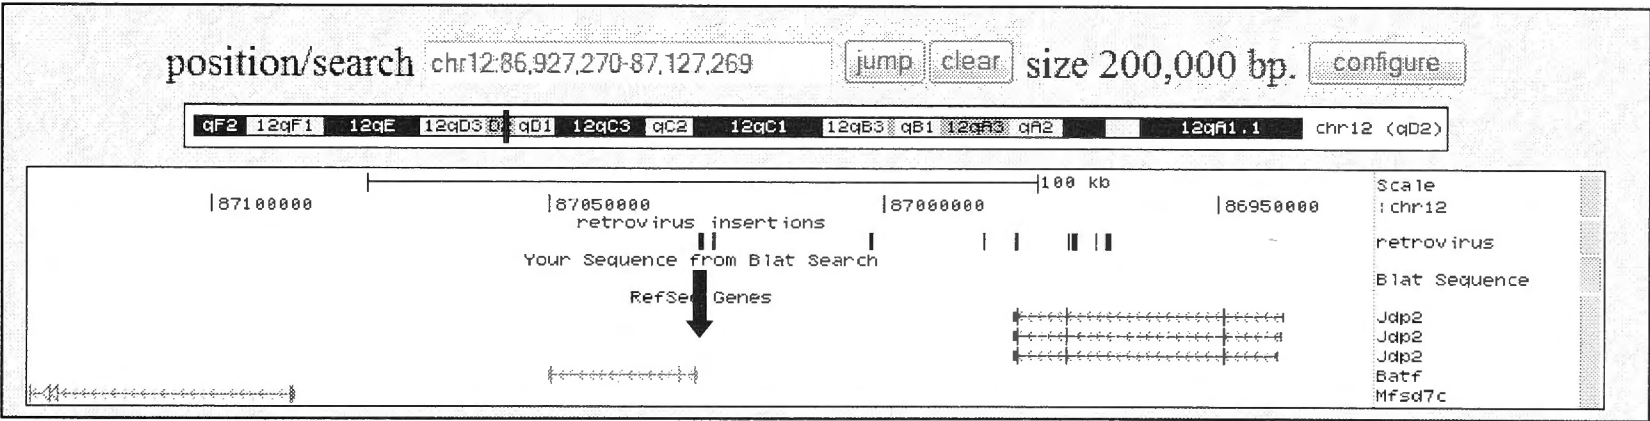 position/search chr12:86,927,270-87,127,269 jump clear size 200,000 bp. configure
qF2 12qF1 12qE 12qD3 qD1 12qC3 qC2 12qC1 12qB3 qB1 12qA3 qA2 12qA1.1 chr12 (qD2)
100 kb Scale
|87100000 |87050000 |87000000 |86950000 chr12
retrovirus insertions
retrovirus
Your Sequence from Blat Search
Blat Sequence
RefSeq Genes
Jdp2
Jdp2
Jdp2
Batf
Mfsd7c